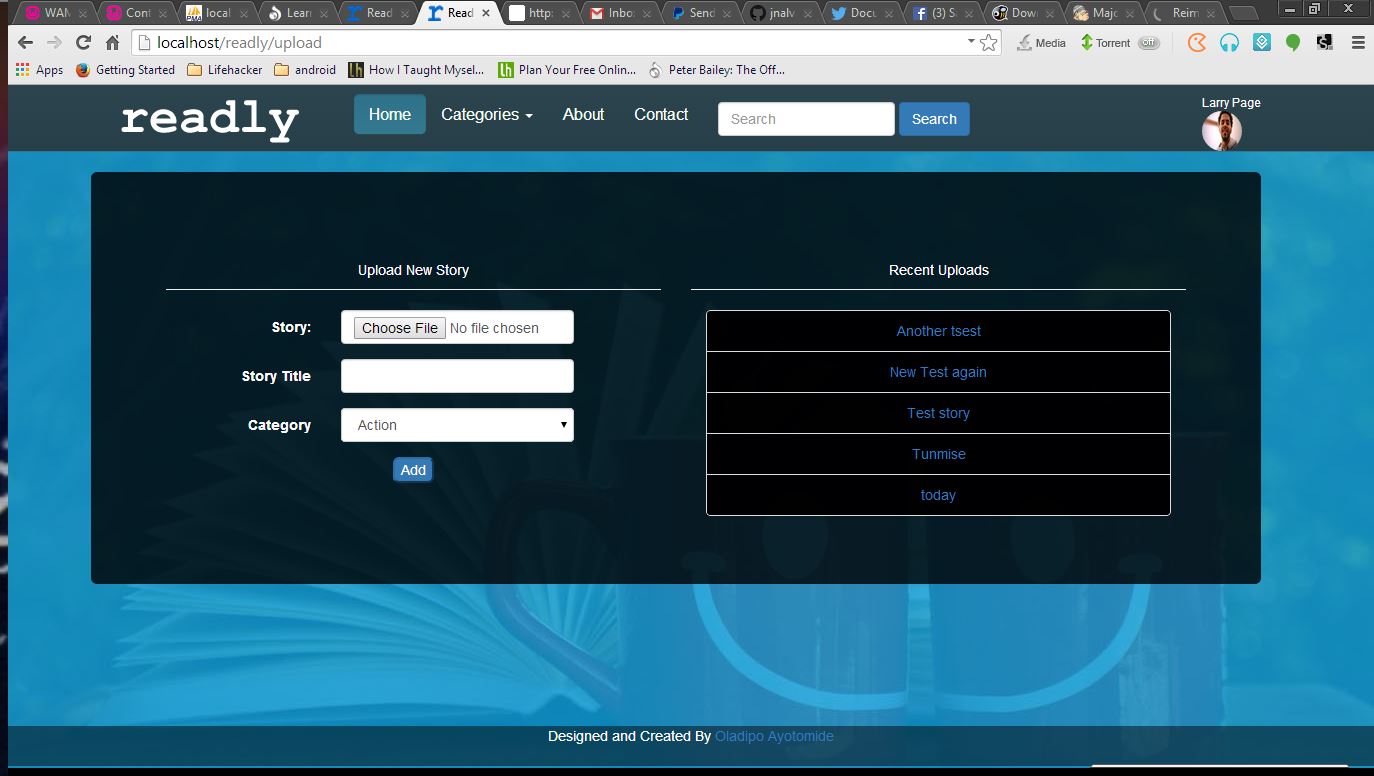 WAM Conf local Learn Read Read http: Inbo Send jnalv Docu (3) S Dow Majo Reim
localhost/readly/upload Media Torrent off
Apps Getting Started Lifehacker android How I Taught Mysel... Plan Your Free Onlin... Peter Bailey: The Off...
readly Home Categories About Contact Search Search Larry Page
Upload New Story Recent Uploads
Story: Choose File No file chosen Another tsest
Story Title New Test again
Category Action Test story
Add Tunmise
today
Designed and Created By Oladipo Ayotomide